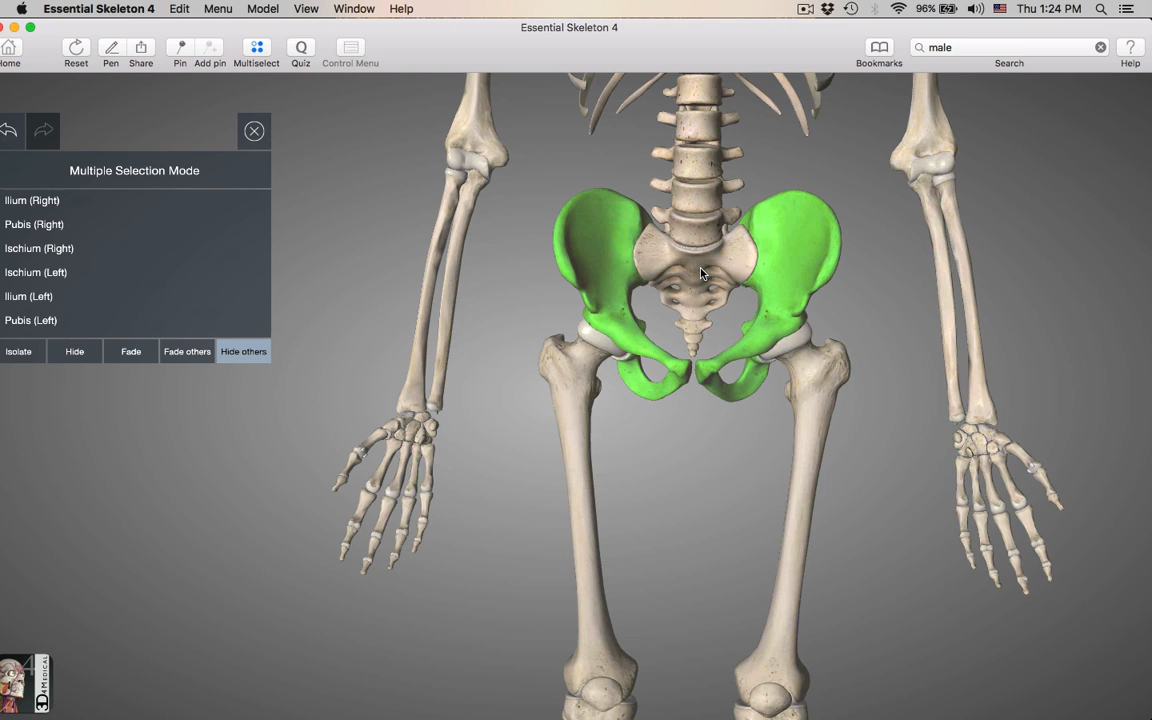 Essential Skeleton 4 Edit Menu Model View Window Help 96% Thu 1:24 PM
Essential Skeleton 4
male
Home Reset Pen Share Pin Add pin Multiselect Quiz Control Menu Bookmarks Search Help
Multiple Selection Mode
Ilium (Right)
Pubis (Right)
Ischium (Right)
Ischium (Left)
Ilium (Left)
Pubis (Left)
Isolate Hide Fade Fade others Hide others
4
3D4MEDICAL